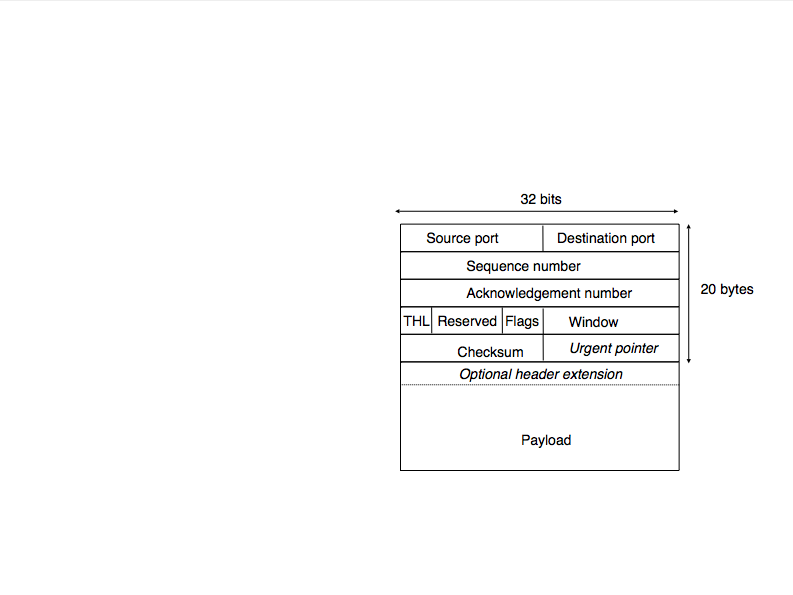 32 bits
Source port Destination port
Sequence number
20 bytes
Acknowledgement number
THL Reserved Flags Window
Checksum Urgent pointer
Optional header extension
Payload